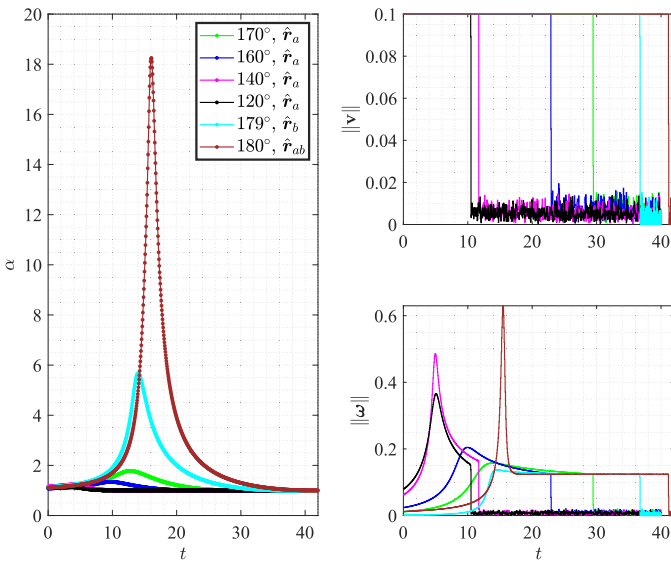 20
18
16
14
12
10
8
6
4
2
0
α
0 10 20 30 40
t
170°, r̂ₐ
160°, r̂ₐ
140°, r̂ₐ
120°, r̂ₐ
179°, r̂_b
180°, r̂_ab
0.1
0.08
0.06
0.04
0.02
0
‖v‖
0 10 20 30 40
0.6
0.4
0.2
0
‖ω‖
0 10 20 30 40
t